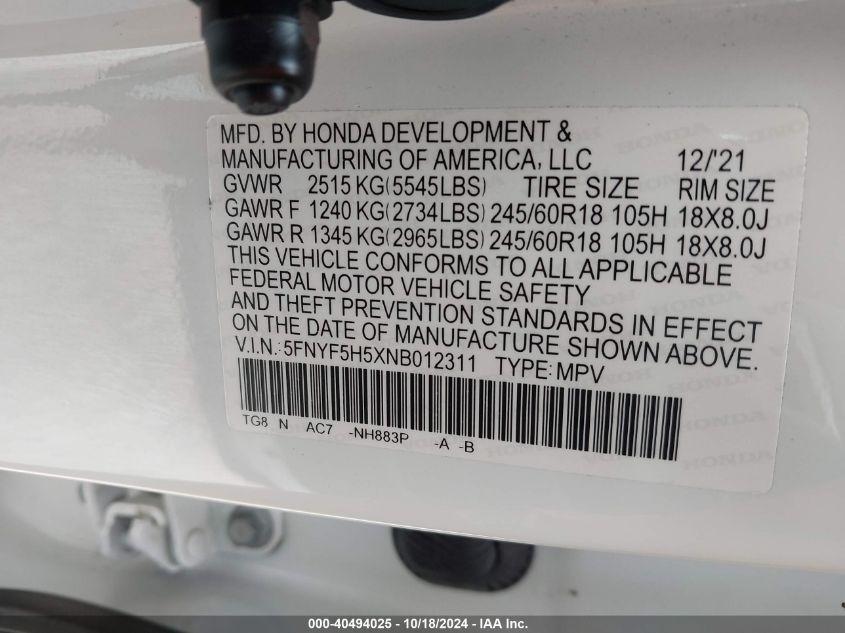 MFD. BY HONDA DEVELOPMENT &
MANUFACTURING OF AMERICA, LLC 12/'21
GVWR 2515 KG(5545LBS) TIRE SIZE RIM SIZE
GAWR F 1240 KG(2734LBS) 245/60R18 105H 18X8.0J
GAWR R 1345 KG(2965LBS) 245/60R18 105H 18X8.0J
THIS VEHICLE CONFORMS TO ALL APPLICABLE
FEDERAL MOTOR VEHICLE SAFETY
AND THEFT PREVENTION STANDARDS IN EFFECT
ON THE DATE OF MANUFACTURE SHOWN ABOVE.
V.I.N.:5FNYF5H5XNB012311 TYPE:MPV
TG8 N AC7 -NH883P -A -B
000-40494025 - 10/18/2024 - IAA Inc.